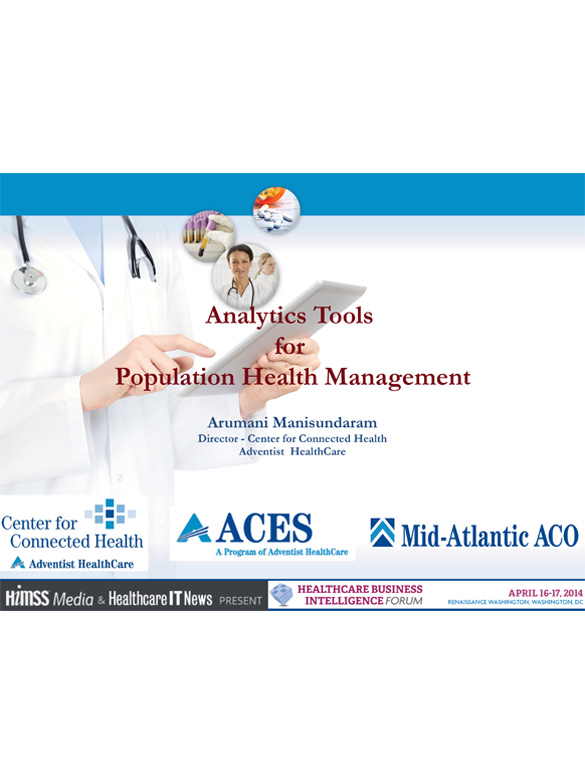 Analytics Tools
for
Population Health Management
Arumani Manisundaram
Director - Center for Connected Health
Adventist HealthCare
Center for
Connected Health
Adventist HealthCare
ACES
A Program of Adventist HealthCare
Mid-Atlantic ACO
HIMSS Media & Healthcare IT News PRESENT
HEALTHCARE BUSINESS
INTELLIGENCE FORUM
APRIL 16-17, 2014
RENAISSANCE WASHINGTON, WASHINGTON, DC